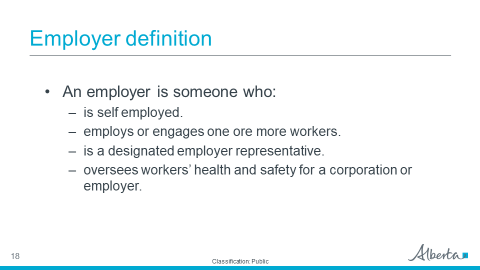 Employer definition
• An employer is someone who:
– is self employed.
– employs or engages one ore more workers.
– is a designated employer representative.
– oversees workers' health and safety for a corporation or
employer.
18
Classification: Public
Alberta